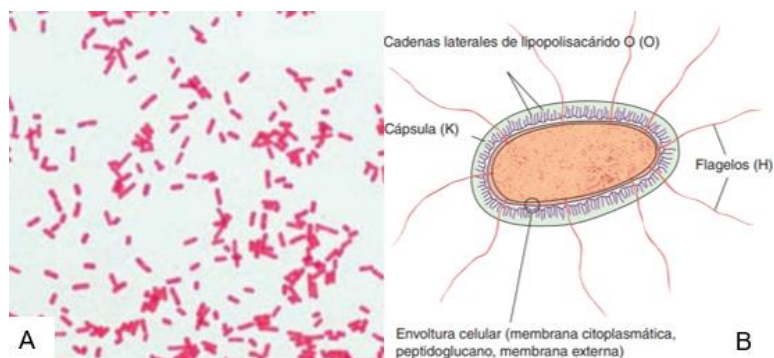 Cadenas laterales de lipopolisacárido O (O)
Cápsula (K)
Flagelos (H)
Envoltura celular (membrana citoplasmática,
peptidoglucano, membrana externa)
A
B